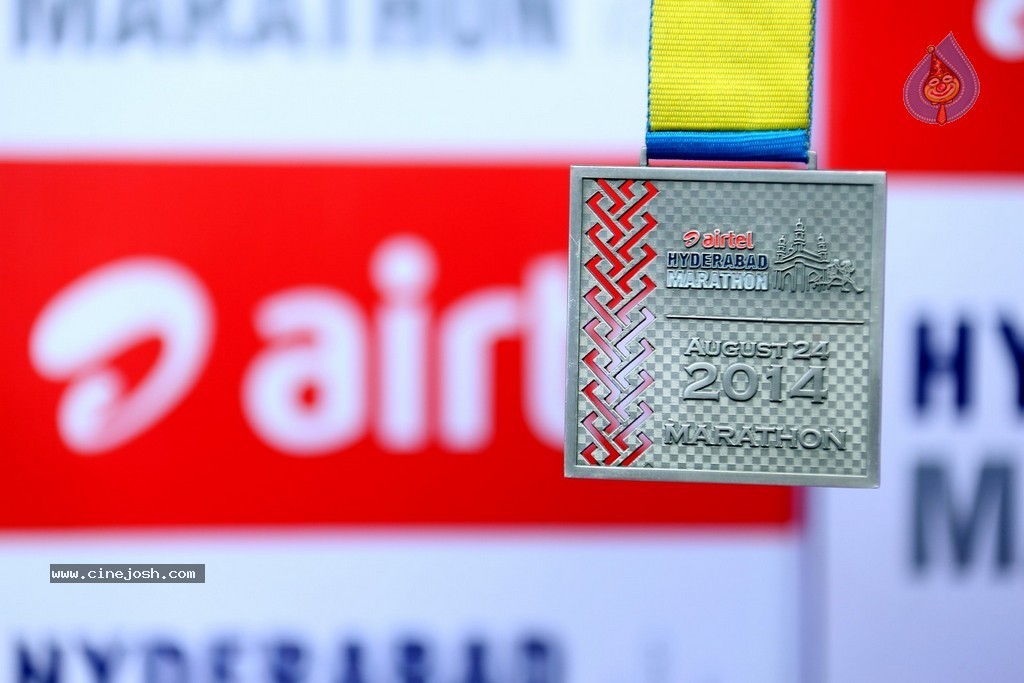 MARATHON
airtel
HYDERABAD
MARATHON
AUGUST 24
2014
MARATHON
airt
HY
M
www.cinejosh.com
HYDERABAD